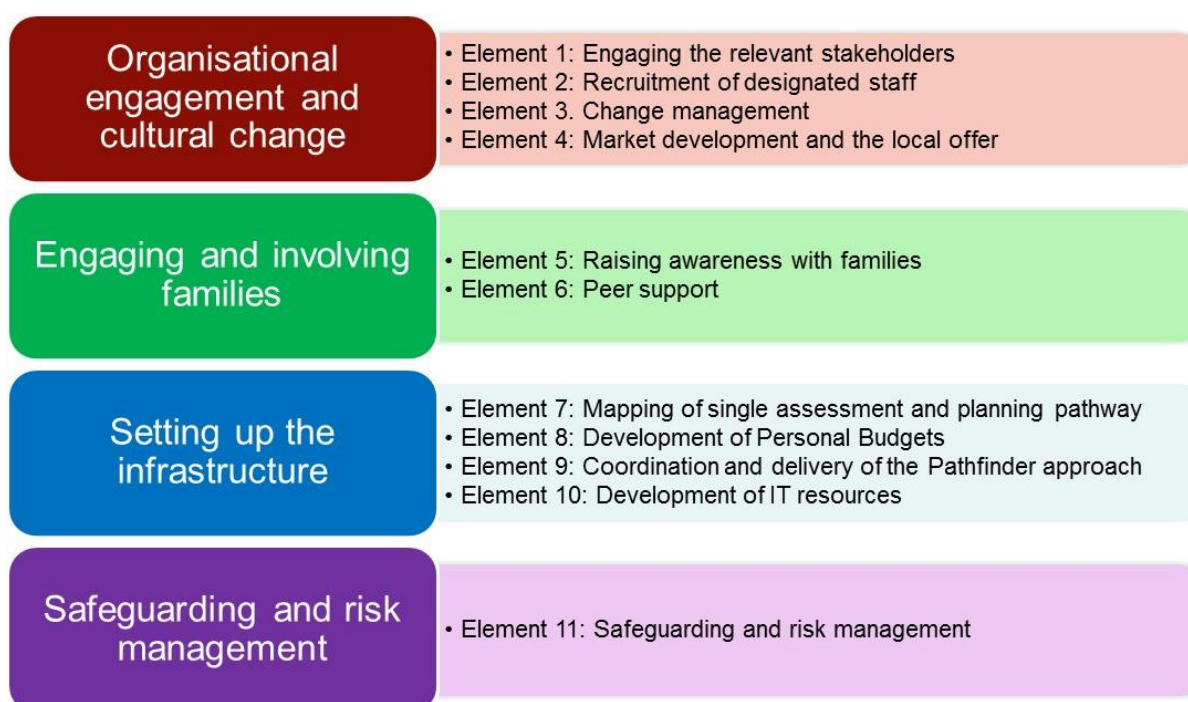 Organisational
engagement and
cultural change
• Element 1: Engaging the relevant stakeholders
• Element 2: Recruitment of designated staff
• Element 3. Change management
• Element 4: Market development and the local offer
Engaging and involving
families
• Element 5: Raising awareness with families
• Element 6: Peer support
Setting up the
infrastructure
• Element 7: Mapping of single assessment and planning pathway
• Element 8: Development of Personal Budgets
• Element 9: Coordination and delivery of the Pathfinder approach
• Element 10: Development of IT resources
Safeguarding and risk
management
• Element 11: Safeguarding and risk management